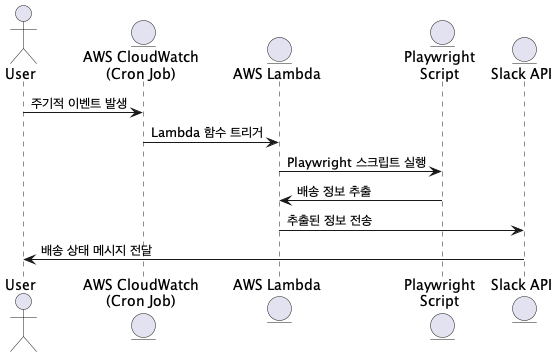 User
AWS CloudWatch
(Cron Job)
AWS Lambda
Playwright
Script
Slack API
주기적 이벤트 발생
Lambda 함수 트리거
Playwright 스크립트 실행
배송 정보 추출
추출된 정보 전송
배송 상태 메시지 전달
User
AWS CloudWatch
(Cron Job)
AWS Lambda
Playwright
Script
Slack API